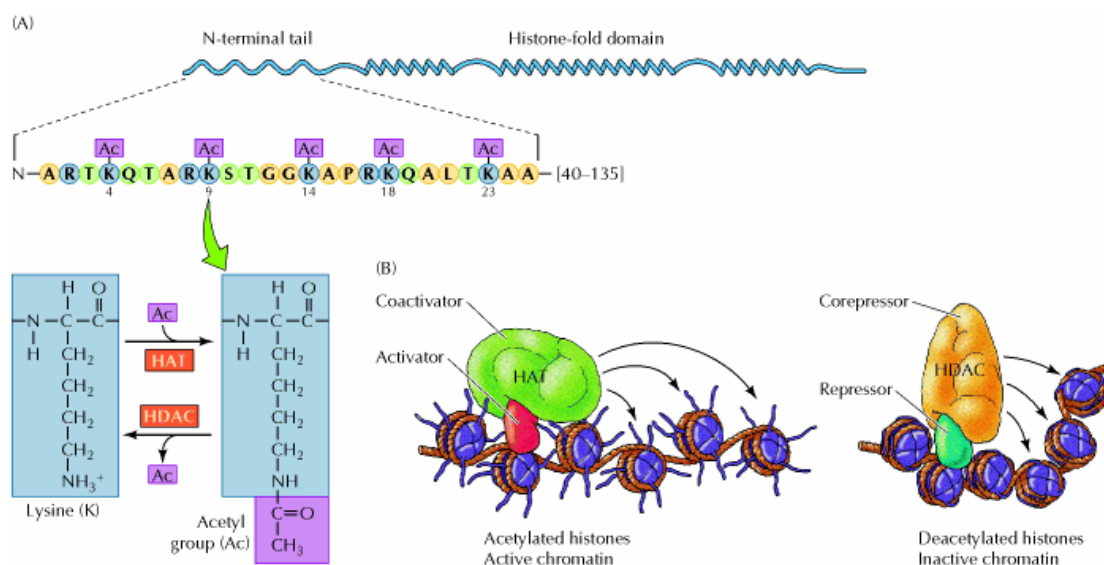 (A)
N-terminal tail
Histone-fold domain
Ac Ac Ac Ac Ac
N–ARTKQTARKSTGGKAPRKQALTKAA–[40–135]
4 9 14 18 23
H O
N C C
H
CH₂
CH₂
CH₂
CH₂
NH₃⁺
Lysine (K)
Ac
HAT
HDAC
Ac
H O
N C C
H
CH₂
CH₂
CH₂
CH₂
NH
C=O
CH₃
Acetyl
group (Ac)
(B)
Coactivator
Activator
HAT
Acetylated histones
Active chromatin
Corepressor
HDAC
Repressor
Deacetylated histones
Inactive chromatin